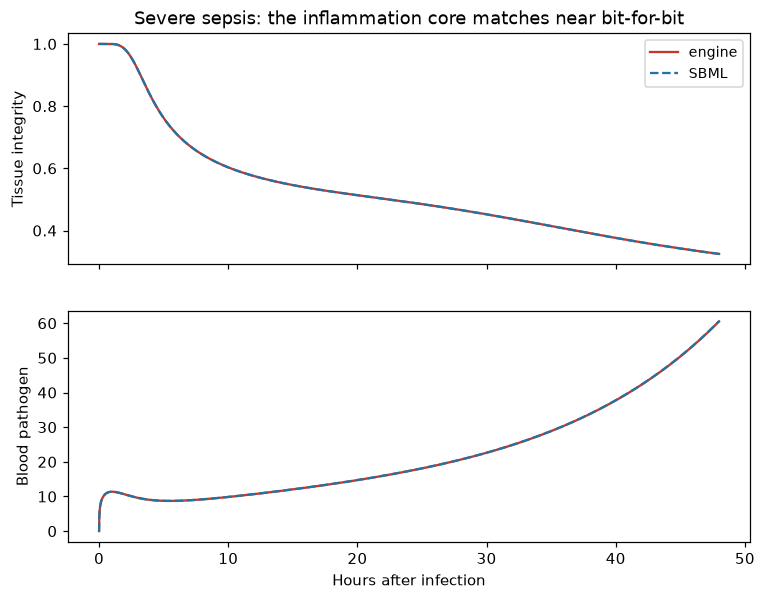 Severe sepsis: the inflammation core matches near bit-for-bit
engine
SBML
Tissue integrity
1.0
0.8
0.6
0.4
Blood pathogen
60
50
40
30
20
10
0
0 10 20 30 40 50
Hours after infection